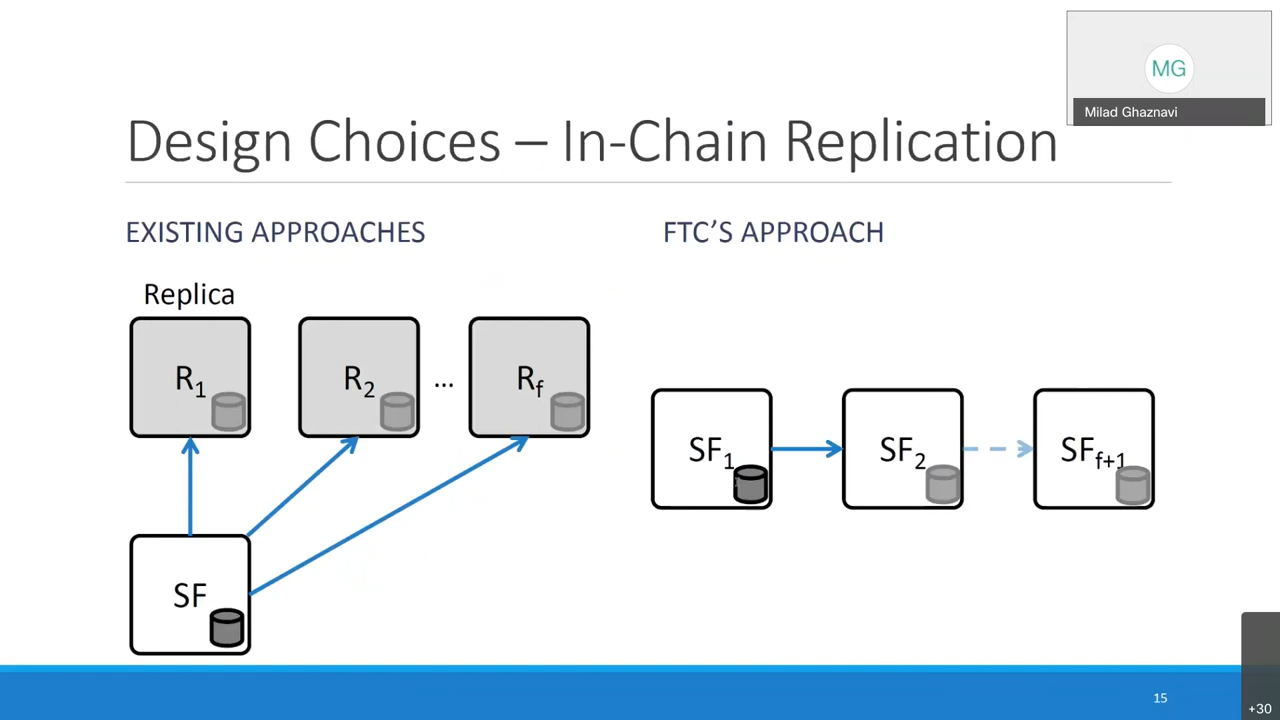 MG
Milad Ghaznavi
Design Choices – In-Chain Replication
EXISTING APPROACHES
FTC'S APPROACH
Replica
R1
R2
...
Rf
SF
SF1
SF2
SFf+1
15
+30